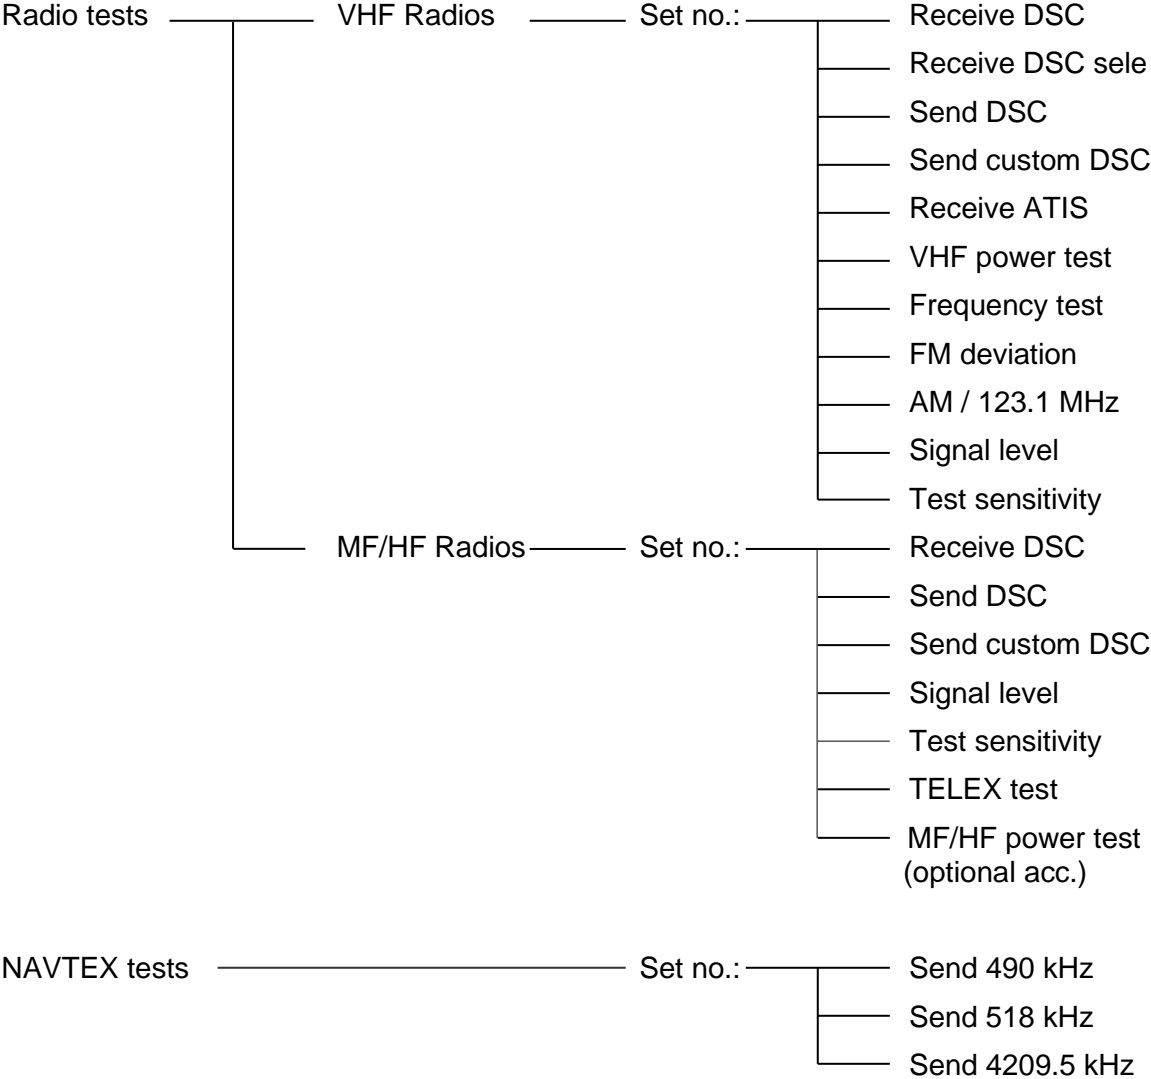 Radio tests VHF Radios Set no.: Receive DSC
Receive DSC sele
Send DSC
Send custom DSC
Receive ATIS
VHF power test
Frequency test
FM deviation
AM / 123.1 MHz
Signal level
Test sensitivity
MF/HF Radios Set no.: Receive DSC
Send DSC
Send custom DSC
Signal level
Test sensitivity
TELEX test
MF/HF power test
(optional acc.)
NAVTEX tests Set no.: Send 490 kHz
Send 518 kHz
Send 4209.5 kHz